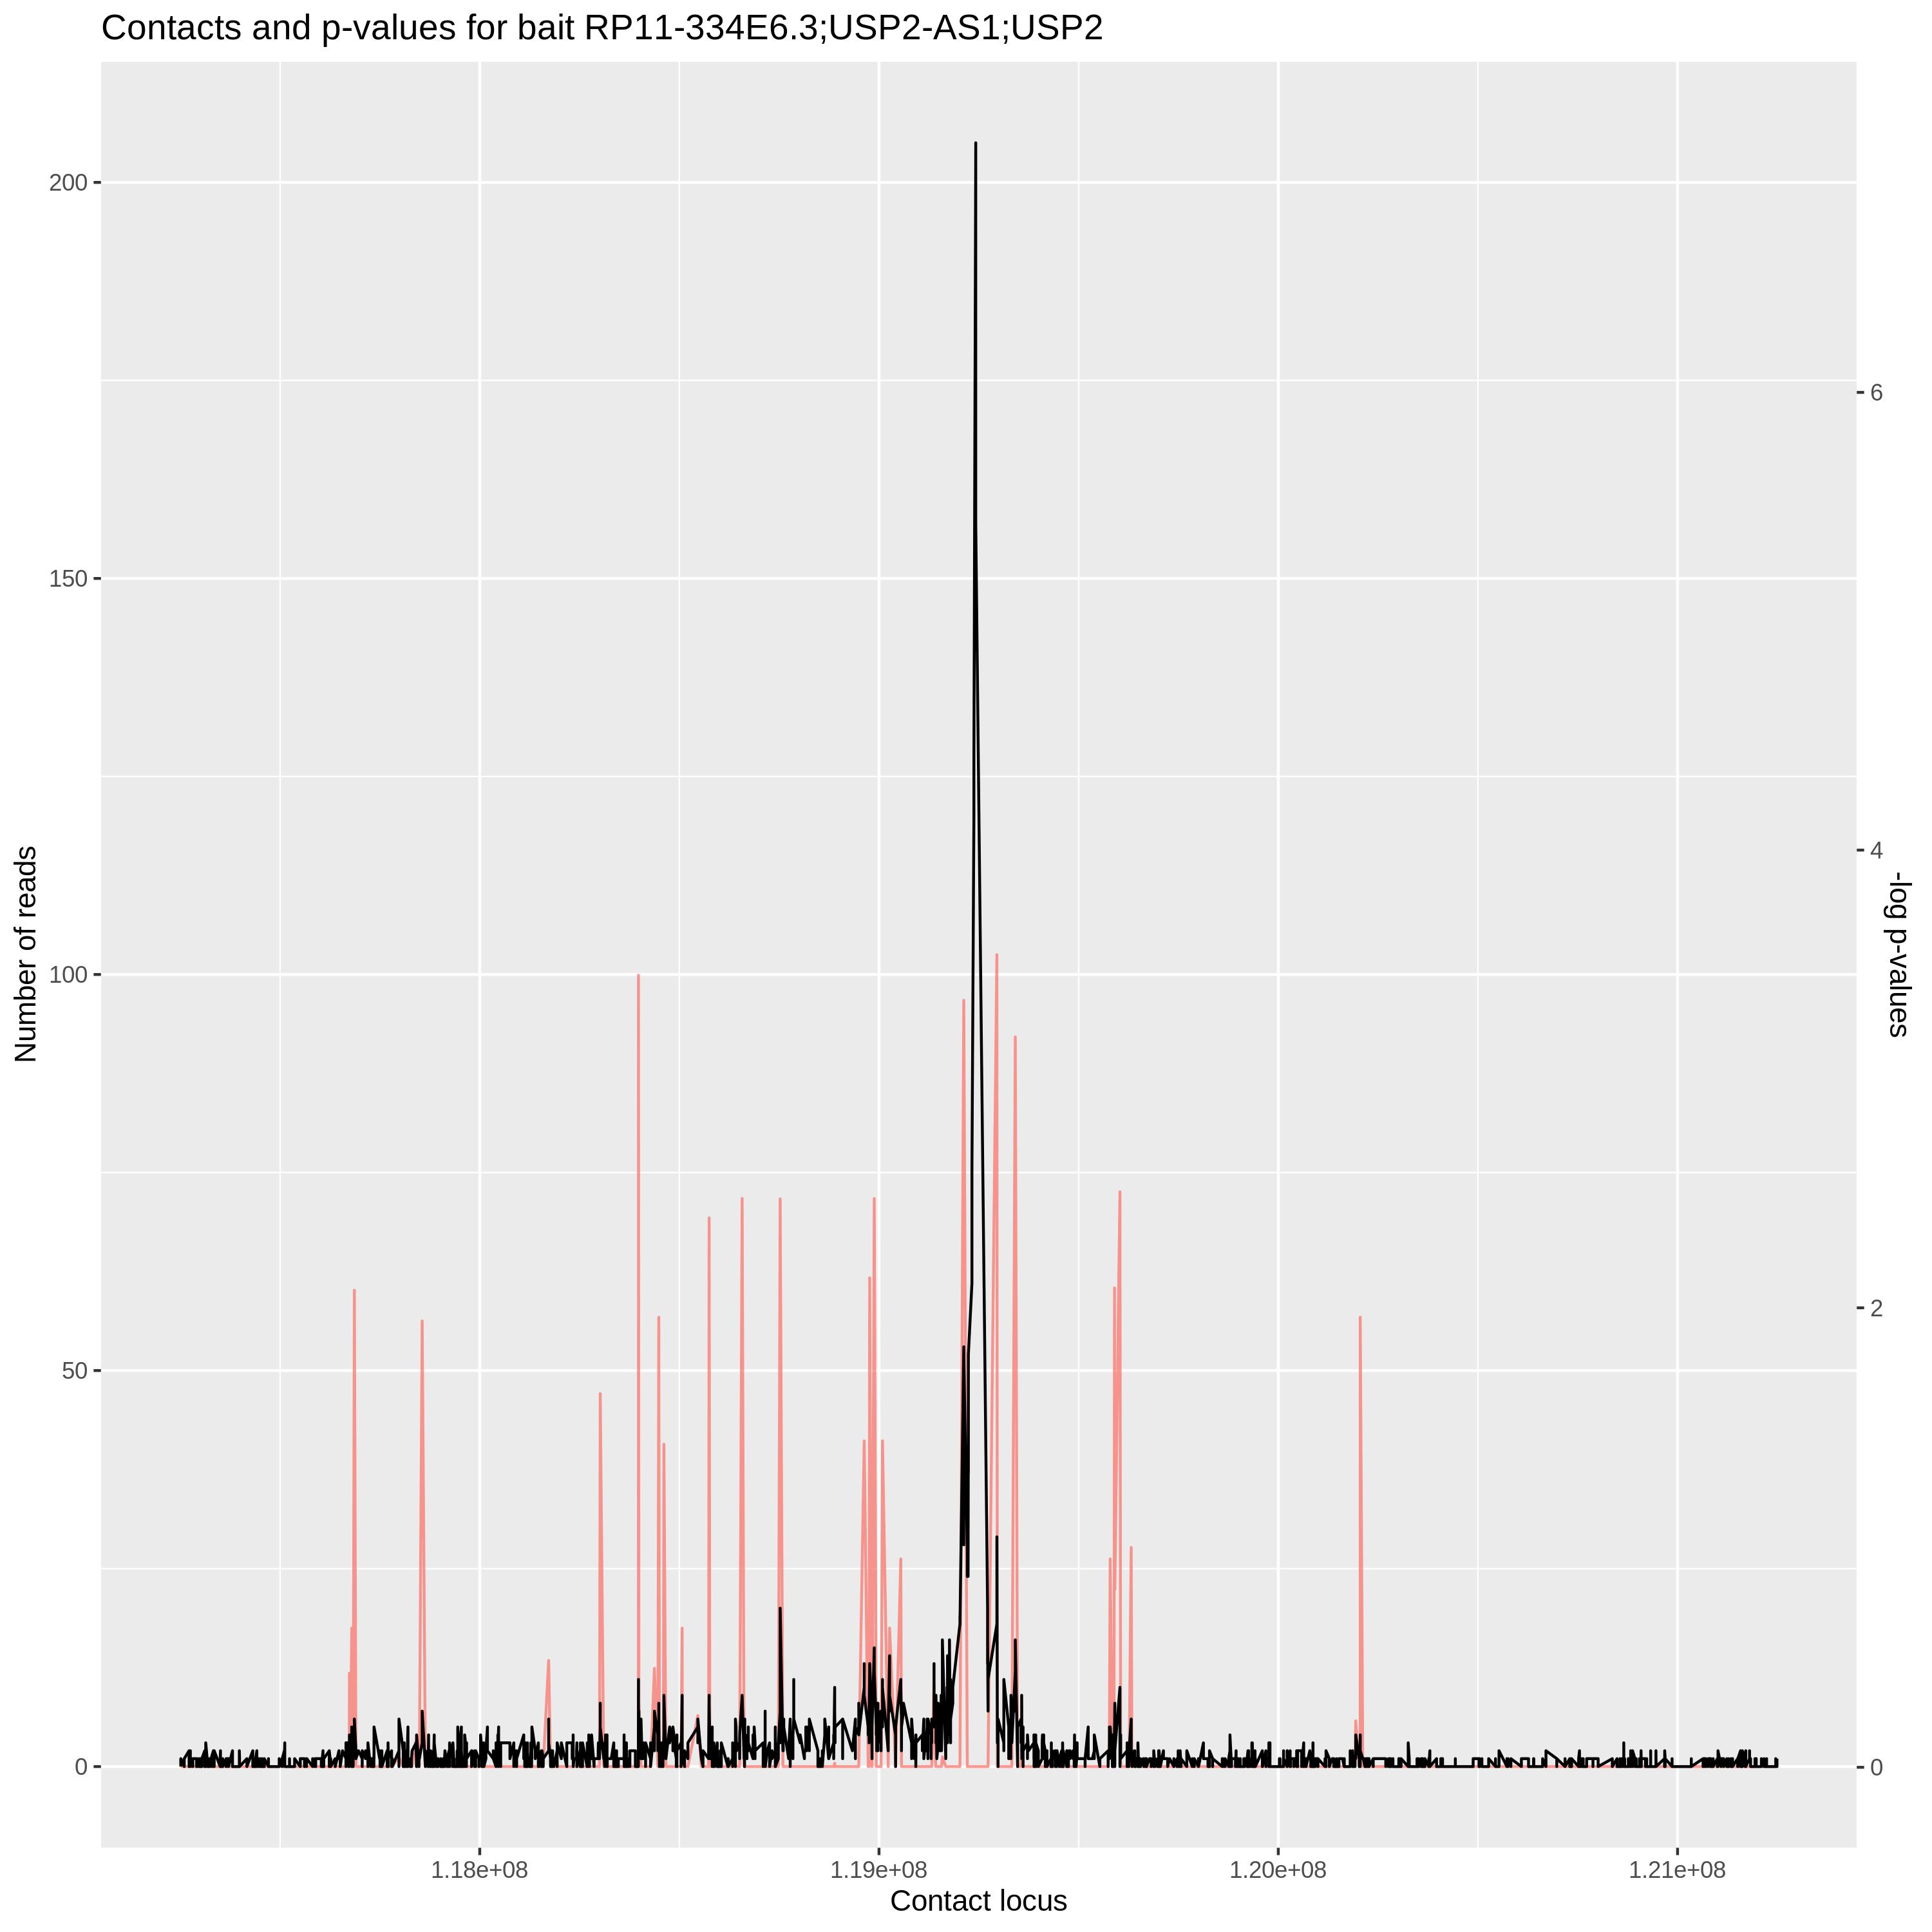 Contacts and p-values for bait RP11-334E6.3;USP2-AS1;USP2
200
150
100
50
0
Number of reads
6
4
2
0
-log p-values
1.18e+08
1.19e+08
1.20e+08
1.21e+08
Contact locus